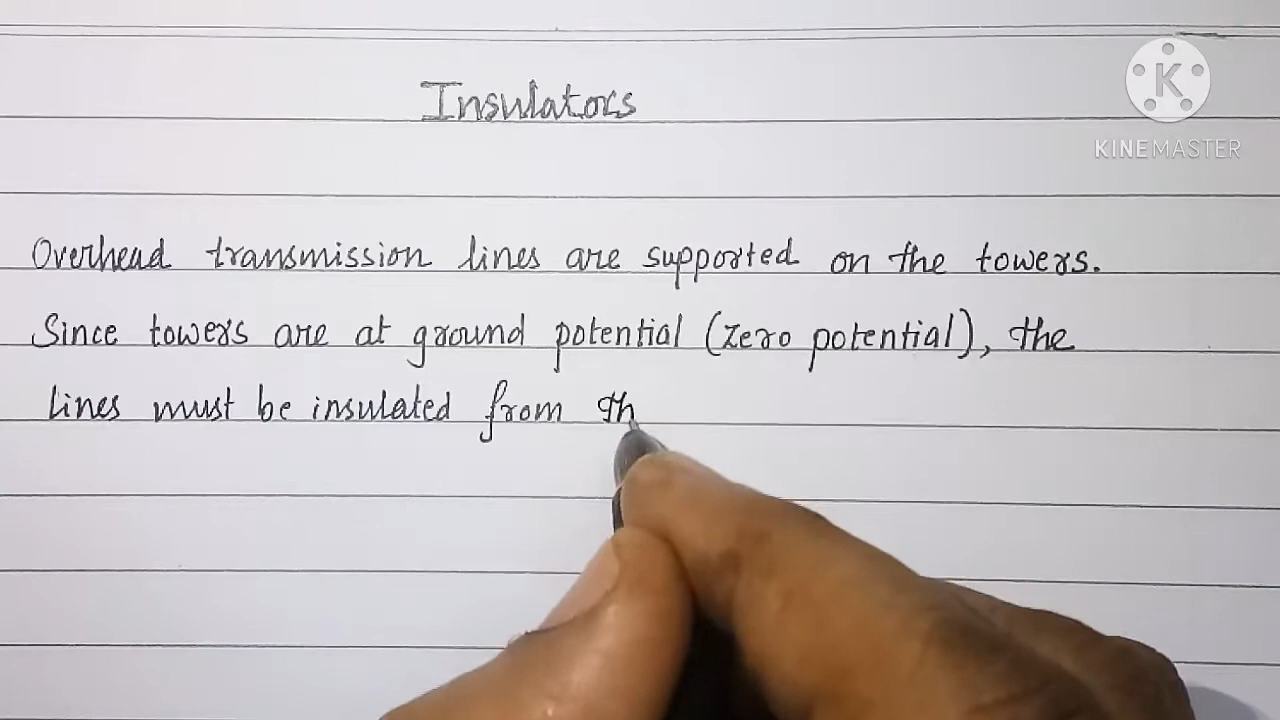 Insulators
K
KINEMASTER
Overhead transmission lines are supported on the towers.
Since towers are at ground potential (zero potential), the
lines must be insulated from th